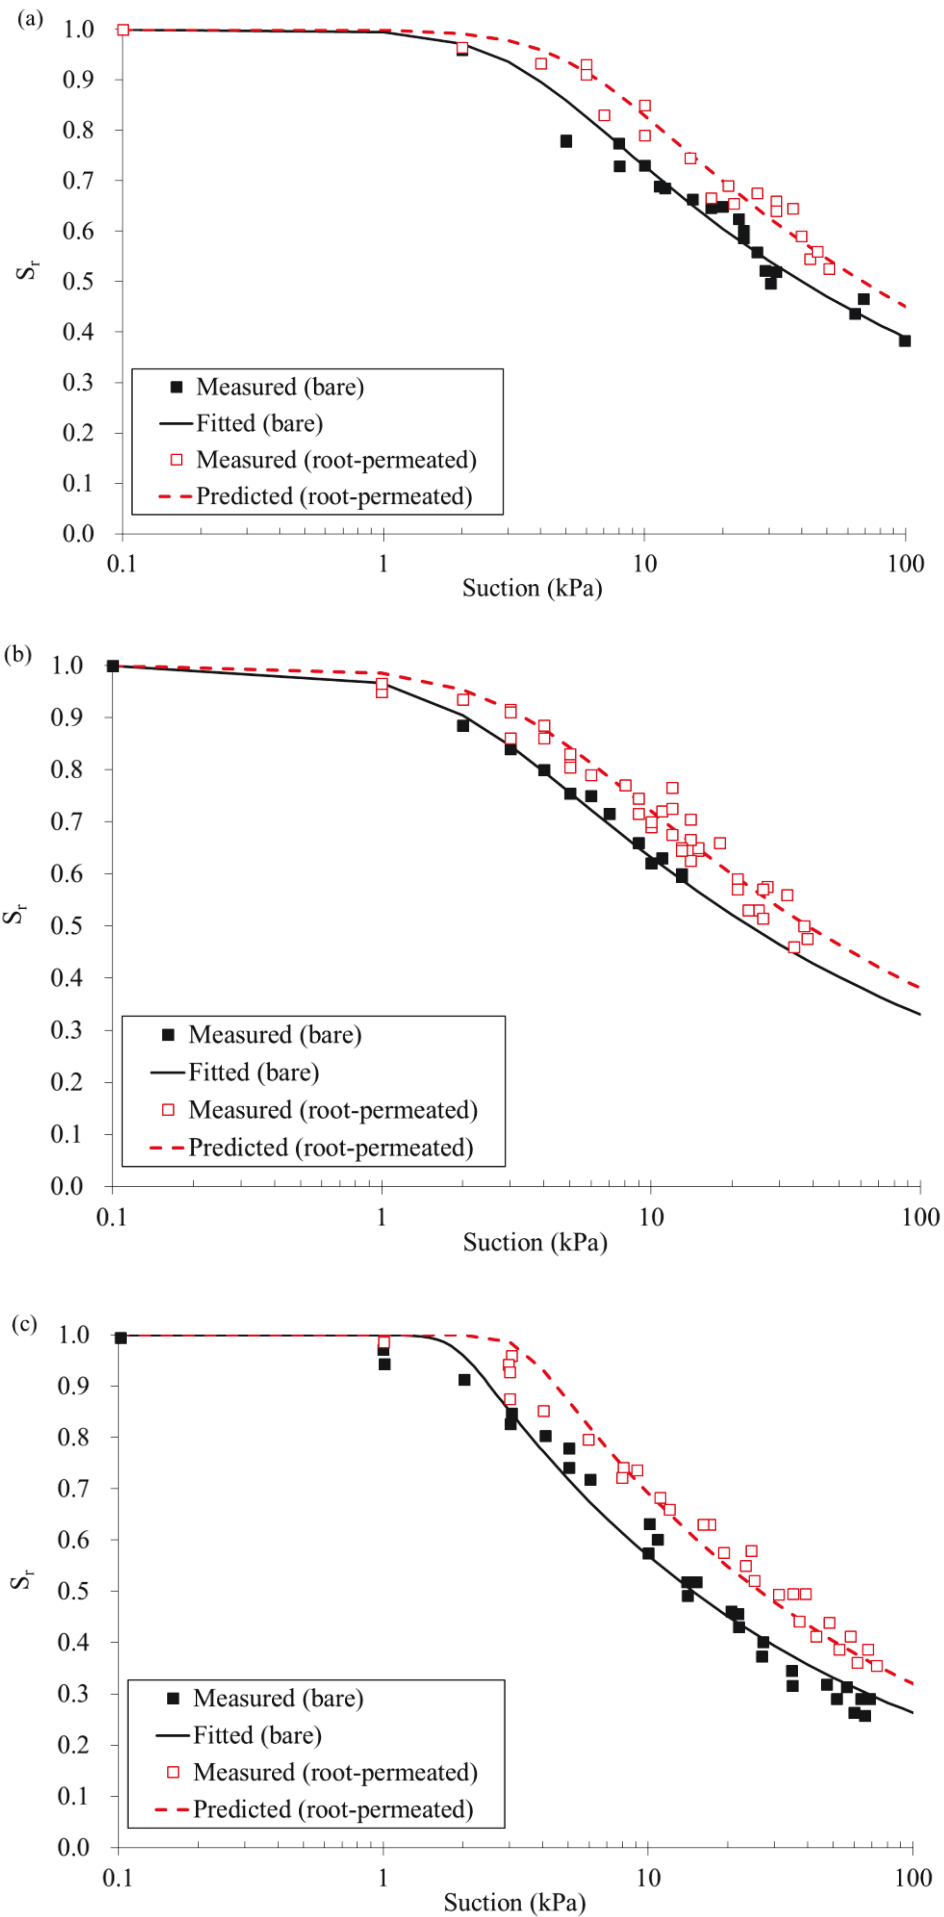 (a)
1.0
0.9
0.8
0.7
0.6
0.5
0.4
0.3
0.2
0.1
0.0
S_r
Measured (bare)
Fitted (bare)
Measured (root-permeated)
Predicted (root-permeated)
0.1 1 10 100
Suction (kPa)
(b)
1.0
0.9
0.8
0.7
0.6
0.5
0.4
0.3
0.2
0.1
0.0
S_r
Measured (bare)
Fitted (bare)
Measured (root-permeated)
Predicted (root-permeated)
0.1 1 10 100
Suction (kPa)
(c)
1.0
0.9
0.8
0.7
0.6
0.5
0.4
0.3
0.2
0.1
0.0
S_r
Measured (bare)
Fitted (bare)
Measured (root-permeated)
Predicted (root-permeated)
0.1 1 10 100
Suction (kPa)